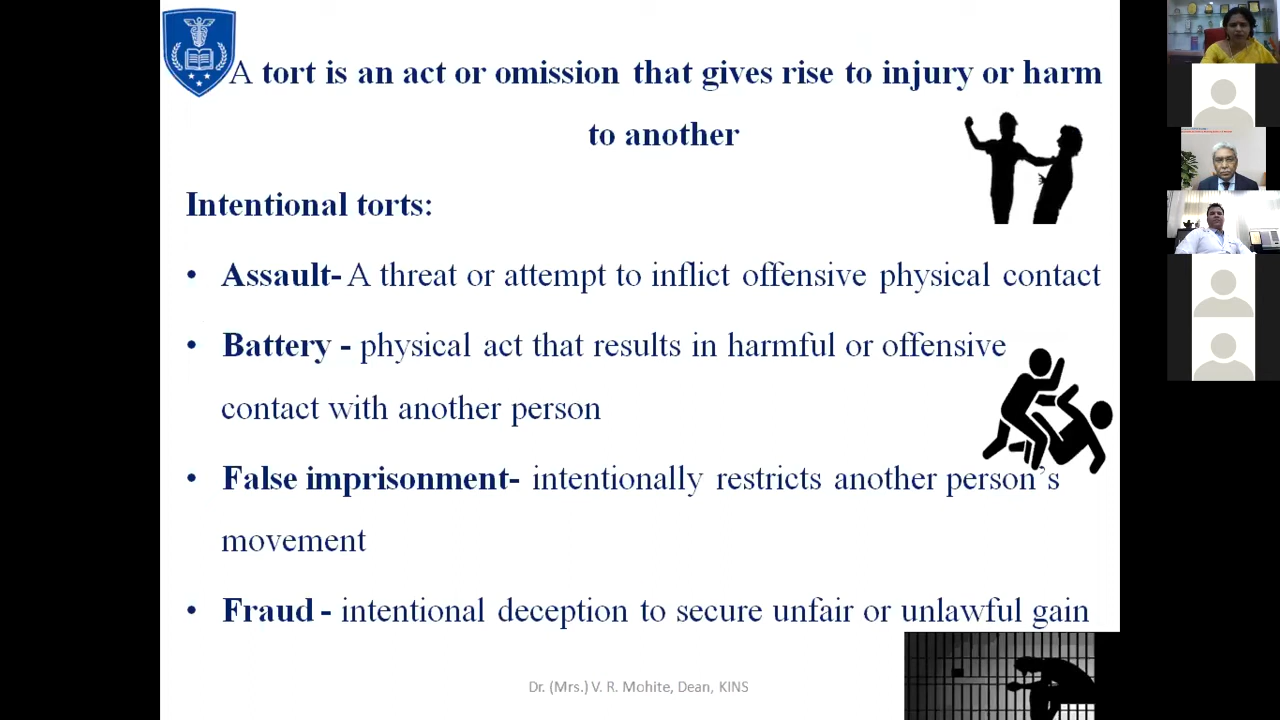 A tort is an act or omission that gives rise to injury or harm
to another
Intentional torts:
• Assault- A threat or attempt to inflict offensive physical contact
• Battery - physical act that results in harmful or offensive
contact with another person
• False imprisonment- intentionally restricts another person's
movement
• Fraud - intentional deception to secure unfair or unlawful gain
Dr. (Mrs.) V. R. Mohite, Dean, KINS